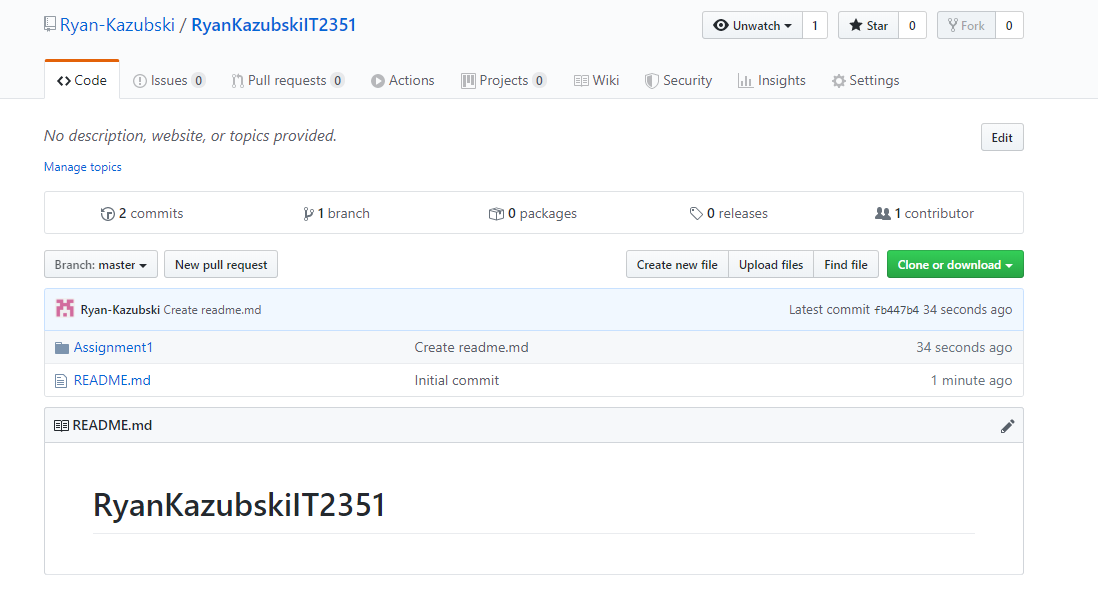 Ryan-Kazubski / RyanKazubskiIT2351 Unwatch 1 Star 0 Fork 0
Code Issues 0 Pull requests 0 Actions Projects 0 Wiki Security Insights Settings
No description, website, or topics provided. Edit
Manage topics
2 commits 1 branch 0 packages 0 releases 1 contributor
Branch: master New pull request Create new file Upload files Find file Clone or download
Ryan-Kazubski Create readme.md Latest commit fb447b4 34 seconds ago
Assignment1 Create readme.md 34 seconds ago
README.md Initial commit 1 minute ago
README.md
RyanKazubskiIT2351